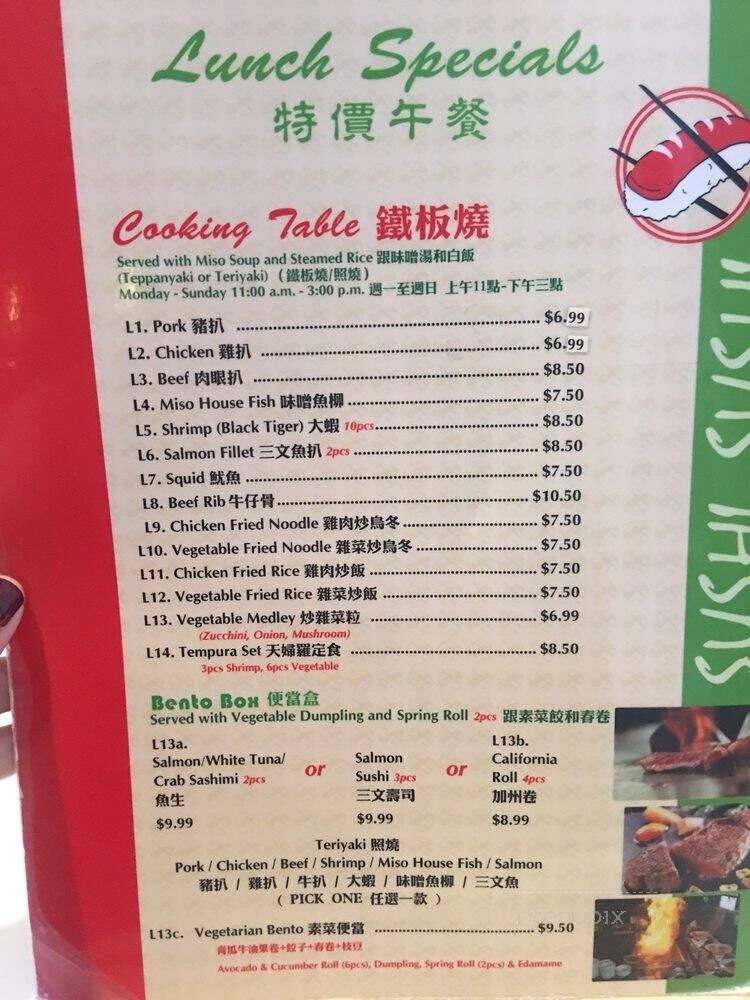 Lunch Specials
特價午餐
Cooking Table 鐵板燒
Served with Miso Soup and Steamed Rice 跟味噌湯和白飯
(Teppanyaki or Teriyaki) (鐵板燒/照燒)
Monday - Sunday 11:00 a.m. - 3:00 p.m. 週一至週日 上午11點-下午三點
L1. Pork 豬扒 $6.99
L2. Chicken 雞扒 $6.99
L3. Beef 肉眼扒 $8.50
L4. Miso House Fish 味噌魚柳 $7.50
L5. Shrimp (Black Tiger) 大蝦 10pcs $8.50
L6. Salmon Fillet 三文魚扒 2pcs $8.50
L7. Squid 魷魚 $7.50
L8. Beef Rib 牛仔骨 $10.50
L9. Chicken Fried Noodle 雞肉炒烏冬 $7.50
L10. Vegetable Fried Noodle 雜菜炒烏冬 $7.50
L11. Chicken Fried Rice 雞肉炒飯 $7.50
L12. Vegetable Fried Rice 雜菜炒飯 $7.50
L13. Vegetable Medley 炒雜菜粒 $6.99
(Zucchini, Onion, Mushroom)
L14. Tempura Set 天婦羅定食 $8.50
3pcs Shrimp, 6pcs Vegetable
Bento Box 便當盒
Served with Vegetable Dumpling and Spring Roll 2pcs 跟素菜餃和春卷
L13a.
Salmon/White Tuna/
Crab Sashimi 2pcs
魚生
$9.99
or
Salmon
Sushi 3pcs
三文壽司
$9.99
or
L13b.
California
Roll 4pcs
加州卷
$8.99
Teriyaki 照燒
Pork / Chicken / Beef / Shrimp / Miso House Fish / Salmon
豬扒 / 雞扒 / 牛扒 / 大蝦 / 味噌魚柳 / 三文魚
( PICK ONE 任選一款 )
L13c. Vegetarian Bento 素菜便當 $9.50
青瓜牛油果卷+餃子+春卷+枝豆
Avocado & Cucumber Roll (6pcs), Dumpling, Spring Roll (2pcs) & Edamame